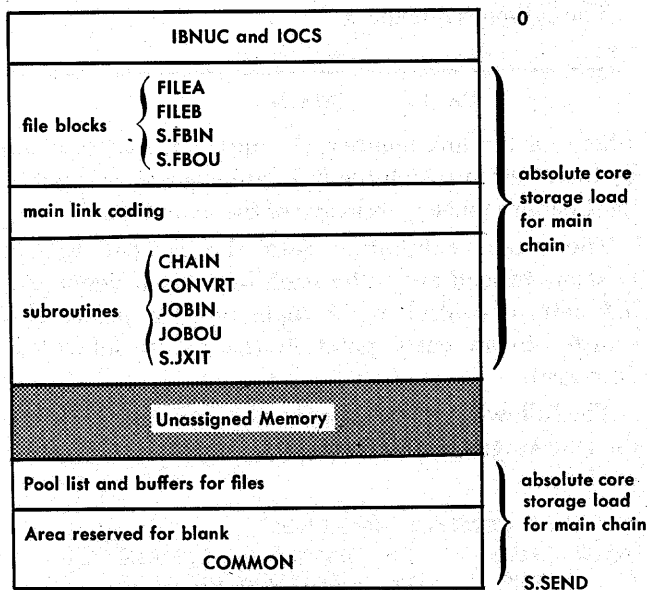 IBNUC and IOCS
0
file blocks
FILEA
FILEB
S.FBIN
S.FBOU
main link coding
subroutines
CHAIN
CONVRT
JOBIN
JOBOU
S.JXIT
absolute core
storage load
for main
chain
Unassigned Memory
Pool list and buffers for files
Area reserved for blank
COMMON
absolute core
storage load
for main chain
S.SEND